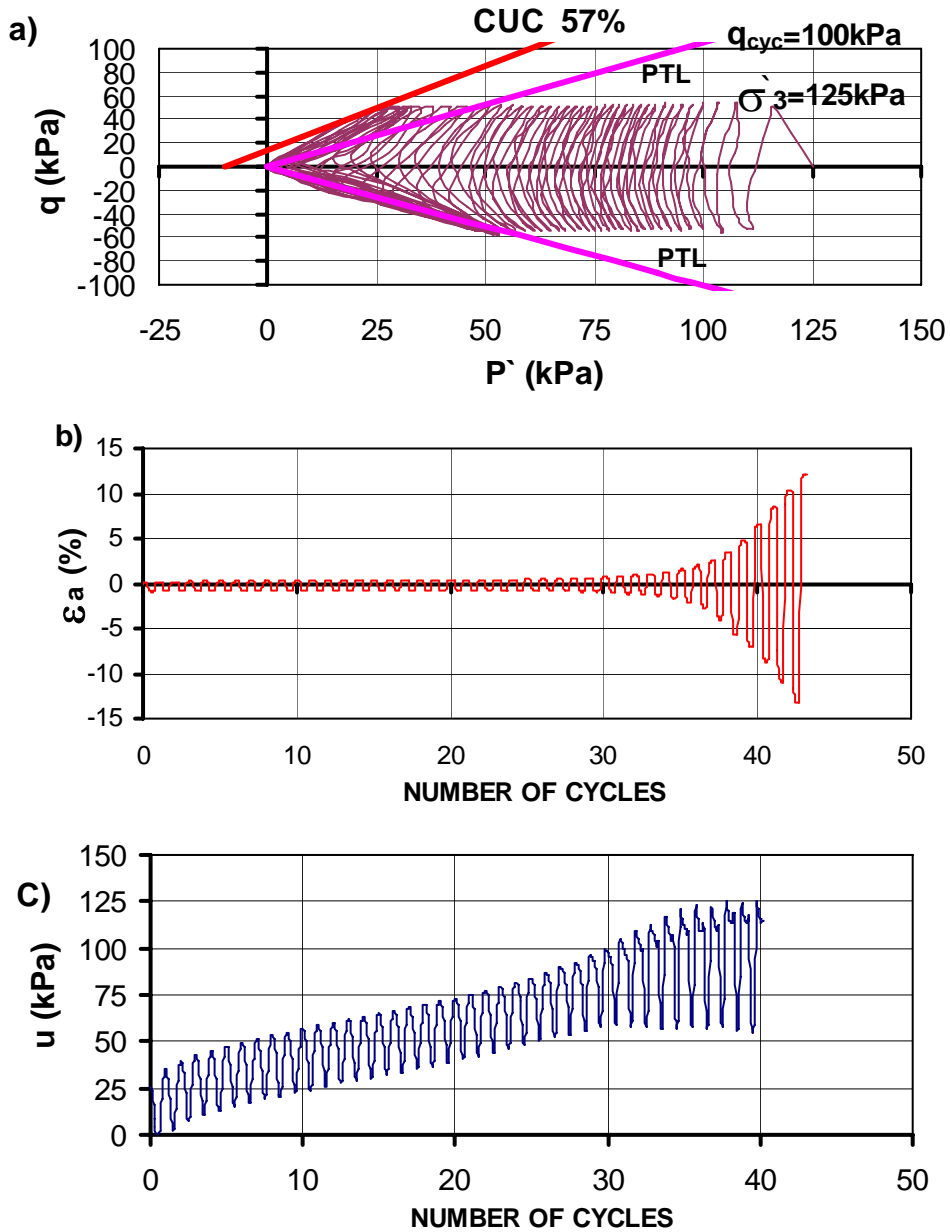 a)
CUC 57%
q cyc=100kPa
σ`3=125kPa
PTL
PTL
q (kPa)
100
80
60
40
20
0
-20
-40
-60
-80
-100
-25 0 25 50 75 100 125 150
P` (kPa)
b)
εa (%)
15
10
5
0
-5
-10
-15
0 10 20 30 40 50
NUMBER OF CYCLES
C)
u (kPa)
150
125
100
75
50
25
0
0 10 20 30 40 50
NUMBER OF CYCLES